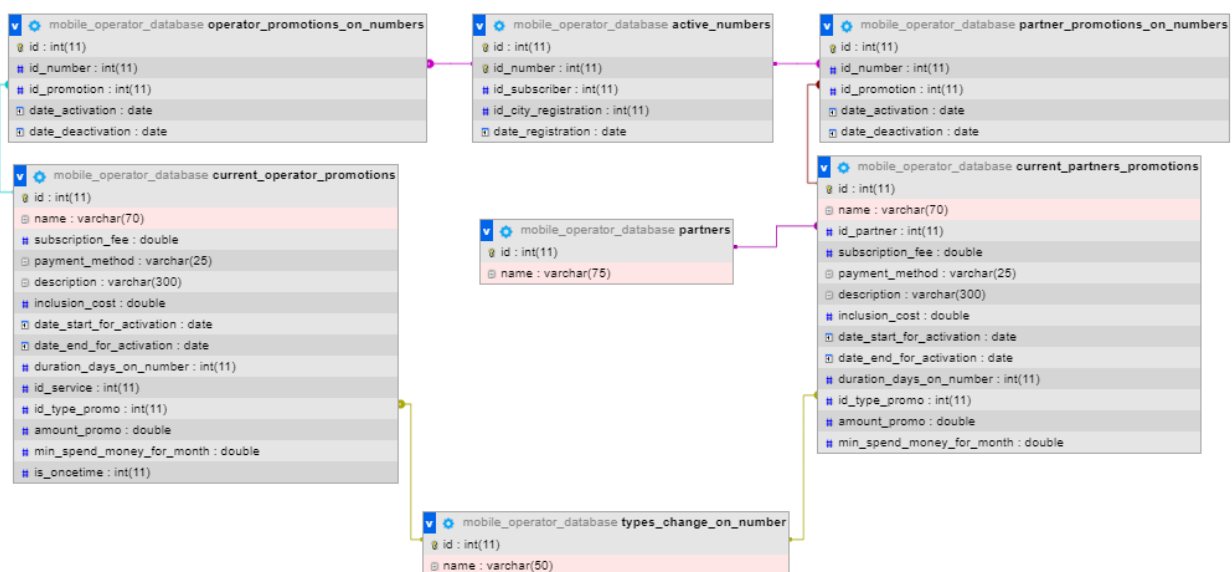 mobile_operator_database operator_promotions_on_numbers
id : int(11)
id_number : int(11)
id_promotion : int(11)
date_activation : date
date_deactivation : date
mobile_operator_database active_numbers
id : int(11)
id_number : int(11)
id_subscriber : int(11)
id_city_registration : int(11)
date_registration : date
mobile_operator_database partner_promotions_on_numbers
id : int(11)
id_number : int(11)
id_promotion : int(11)
date_activation : date
date_deactivation : date
mobile_operator_database current_operator_promotions
id : int(11)
name : varchar(70)
subscription_fee : double
payment_method : varchar(25)
description : varchar(300)
inclusion_cost : double
date_start_for_activation : date
date_end_for_activation : date
duration_days_on_number : int(11)
id_service : int(11)
id_type_promo : int(11)
amount_promo : double
min_spend_money_for_month : double
is_oncetime : int(11)
mobile_operator_database partners
id : int(11)
name : varchar(75)
mobile_operator_database current_partners_promotions
id : int(11)
name : varchar(70)
id_partner : int(11)
subscription_fee : double
payment_method : varchar(25)
description : varchar(300)
inclusion_cost : double
date_start_for_activation : date
date_end_for_activation : date
duration_days_on_number : int(11)
id_type_promo : int(11)
amount_promo : double
min_spend_money_for_month : double
mobile_operator_database types_change_on_number
id : int(11)
name : varchar(50)